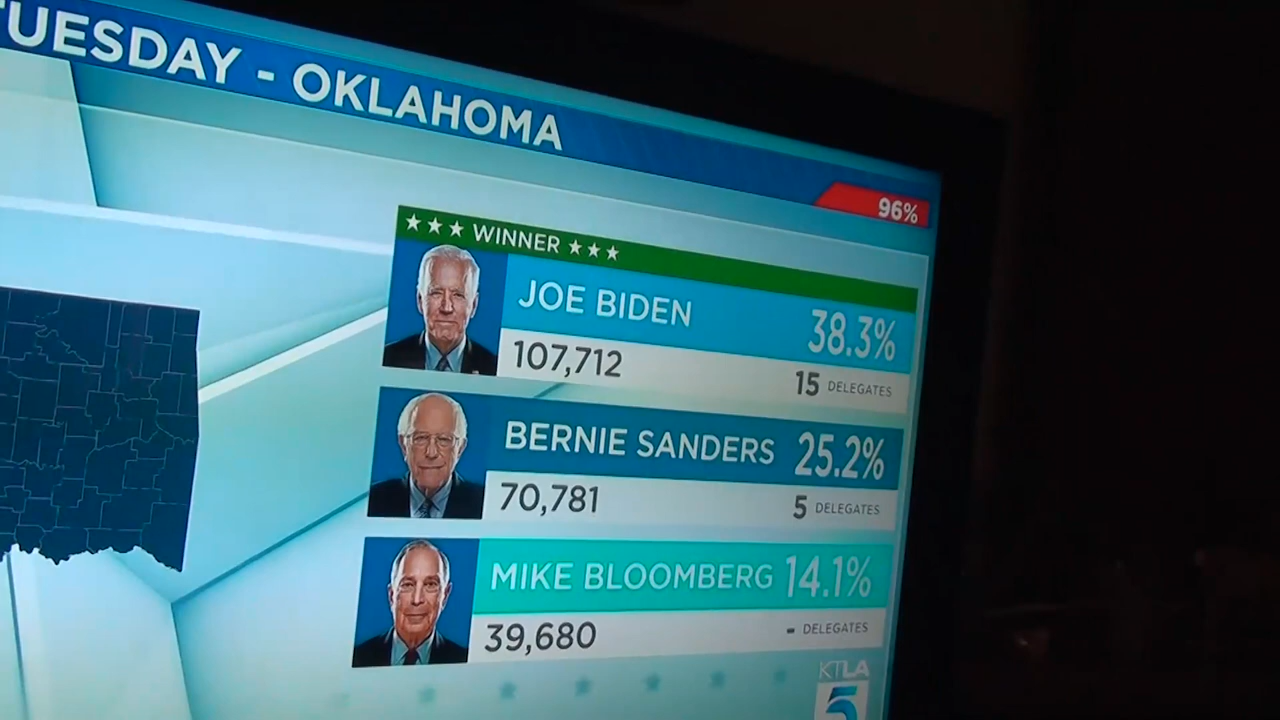 TUESDAY - OKLAHOMA
96%
★ ★ ★ WINNER ★ ★ ★
JOE BIDEN 38.3%
107,712 15 DELEGATES
BERNIE SANDERS 25.2%
70,781 5 DELEGATES
MIKE BLOOMBERG 14.1%
39,680 - DELEGATES
KTLA
5